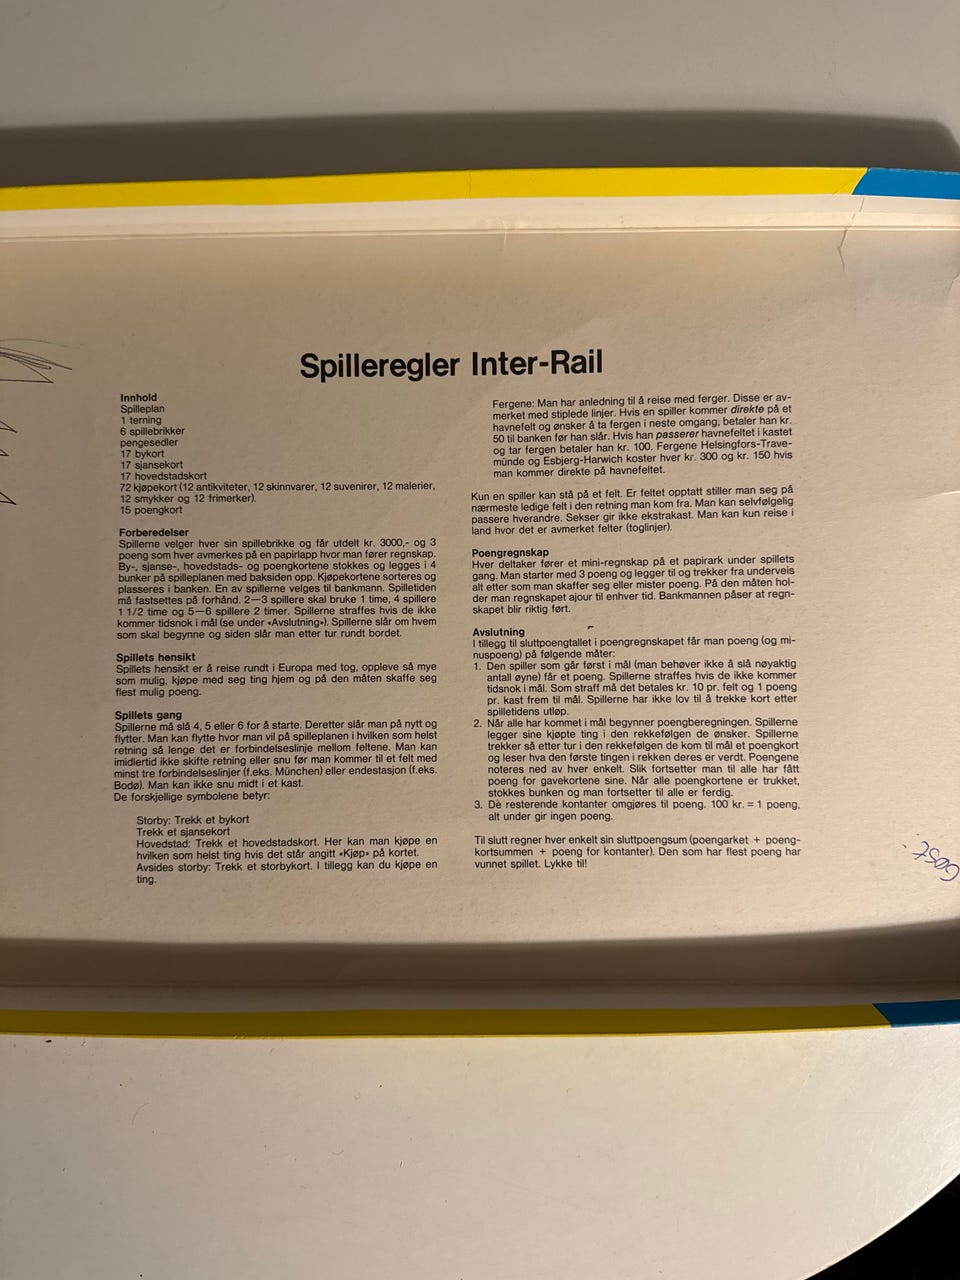 Spilleregler Inter-Rail
Innhold
Spilleplan
1 terning
6 spillebrikker
pengesedler
17 bykort
17 sjansekort
17 hovedstadskort
72 kjøpekort (12 antikviteter, 12 skinnvarer, 12 suvenirer, 12 malerier,
12 smykker og 12 frimerker).
15 poengkort
Forberedelser
Spillerne velger hver sin spillebrikke og får utdelt kr. 3000,- og 3
poeng som hver avmerkes på en papirlapp hvor man fører regnskap.
By-, sjanse-, hovedstads- og poengkortene stokkes og legges i 4
bunker på spilleplanen med baksiden opp. Kjøpekortene sorteres og
plasseres i banken. En av spillerne velges til bankmann. Spilletiden
må fastsettes på forhånd. 2—3 spillere skal bruke 1 time, 4 spillere
1 1/2 time og 5—6 spillere 2 timer. Spillerne straffes hvis de ikke
kommer tidsnok i mål (se under «Avslutning»). Spillerne slår om hvem
som skal begynne og siden slår man etter tur rundt bordet.
Spillets hensikt
Spillets hensikt er å reise rundt i Europa med tog, oppleve så mye
som mulig, kjøpe med seg ting hjem og på den måten skaffe seg
flest mulig poeng.
Spillets gang
Spillerne må slå 4, 5 eller 6 for å starte. Deretter slår man på nytt og
flytter. Man kan flytte hvor man vil på spilleplanen i hvilken som helst
retning så lenge det er forbindelseslinje mellom feltene. Man kan
imidlertid ikke skifte retning eller snu før man kommer til et felt med
minst tre forbindelseslinjer (f.eks. München) eller endestasjon (f.eks.
Bodø). Man kan ikke snu midt i et kast.
De forskjellige symbolene betyr:
Storby: Trekk et bykort
Trekk et sjansekort
Hovedstad: Trekk et hovedstadskort. Her kan man kjøpe en
hvilken som helst ting hvis det står angitt «Kjøp» på kortet.
Avsides storby: Trekk et storbykort. I tillegg kan du kjøpe en
ting.
Fergene: Man har anledning til å reise med ferger. Disse er av-
merket med stiplede linjer. Hvis en spiller kommer direkte på et
havnefelt og ønsker å ta fergen i neste omgang, betaler han kr.
50 til banken før han slår. Hvis han passerer havnefeltet i kastet
og tar fergen betaler han kr. 100. Fergene Helsingfors-Trave-
münde og Esbjerg-Harwich koster hver kr. 300 og kr. 150 hvis
man kommer direkte på havnefeltet.
Kun en spiller kan stå på et felt. Er feltet opptatt stiller man seg på
nærmeste ledige felt i den retning man kom fra. Man kan selvfølgelig
passere hverandre. Sekser gir ikke ekstrakast. Man kan kun reise i
land hvor det er avmerket felter (toglinjer).
Poengregnskap
Hver deltaker fører et mini-regnskap på et papirark under spillets
gang. Man starter med 3 poeng og legger til og trekker fra underveis
alt etter som man skaffer seg eller mister poeng. På den måten hol-
der man regnskapet ajour til enhver tid. Bankmannen påser at regn-
skapet blir riktig ført.
Avslutning
I tillegg til sluttpoengtallet i poengregnskapet får man poeng (og mi-
nuspoeng) på følgende måter:
1. Den spiller som går først i mål (man behøver ikke å slå nøyaktig
antall øyne) får et poeng. Spillerne straffes hvis de ikke kommer
tidsnok i mål. Som straff må det betales kr. 10 pr. felt og 1 poeng
pr. kast frem til mål. Spillerne har ikke lov til å trekke kort etter
spilletidens utløp.
2. Når alle har kommet i mål begynner poengberegningen. Spillerne
legger sine kjøpte ting i den rekkefølgen de ønsker. Spillerne
trekker så etter tur i den rekkefølgen de kom til mål et poengkort
og leser hva den første tingen i rekken deres er verdt. Poengene
noteres ned av hver enkelt. Slik fortsetter man til alle har fått
poeng for gavekortene sine. Når alle poengkortene er trukket,
stokkes bunken og man fortsetter til alle er ferdig.
3. De resterende kontanter omgjøres til poeng. 100 kr. = 1 poeng,
alt under gir ingen poeng.
Til slutt regner hver enkelt sin sluttpoengsum (poengarket + poeng-
kortsummen + poeng for kontanter). Den som har flest poeng har
vunnet spillet. Lykke til!